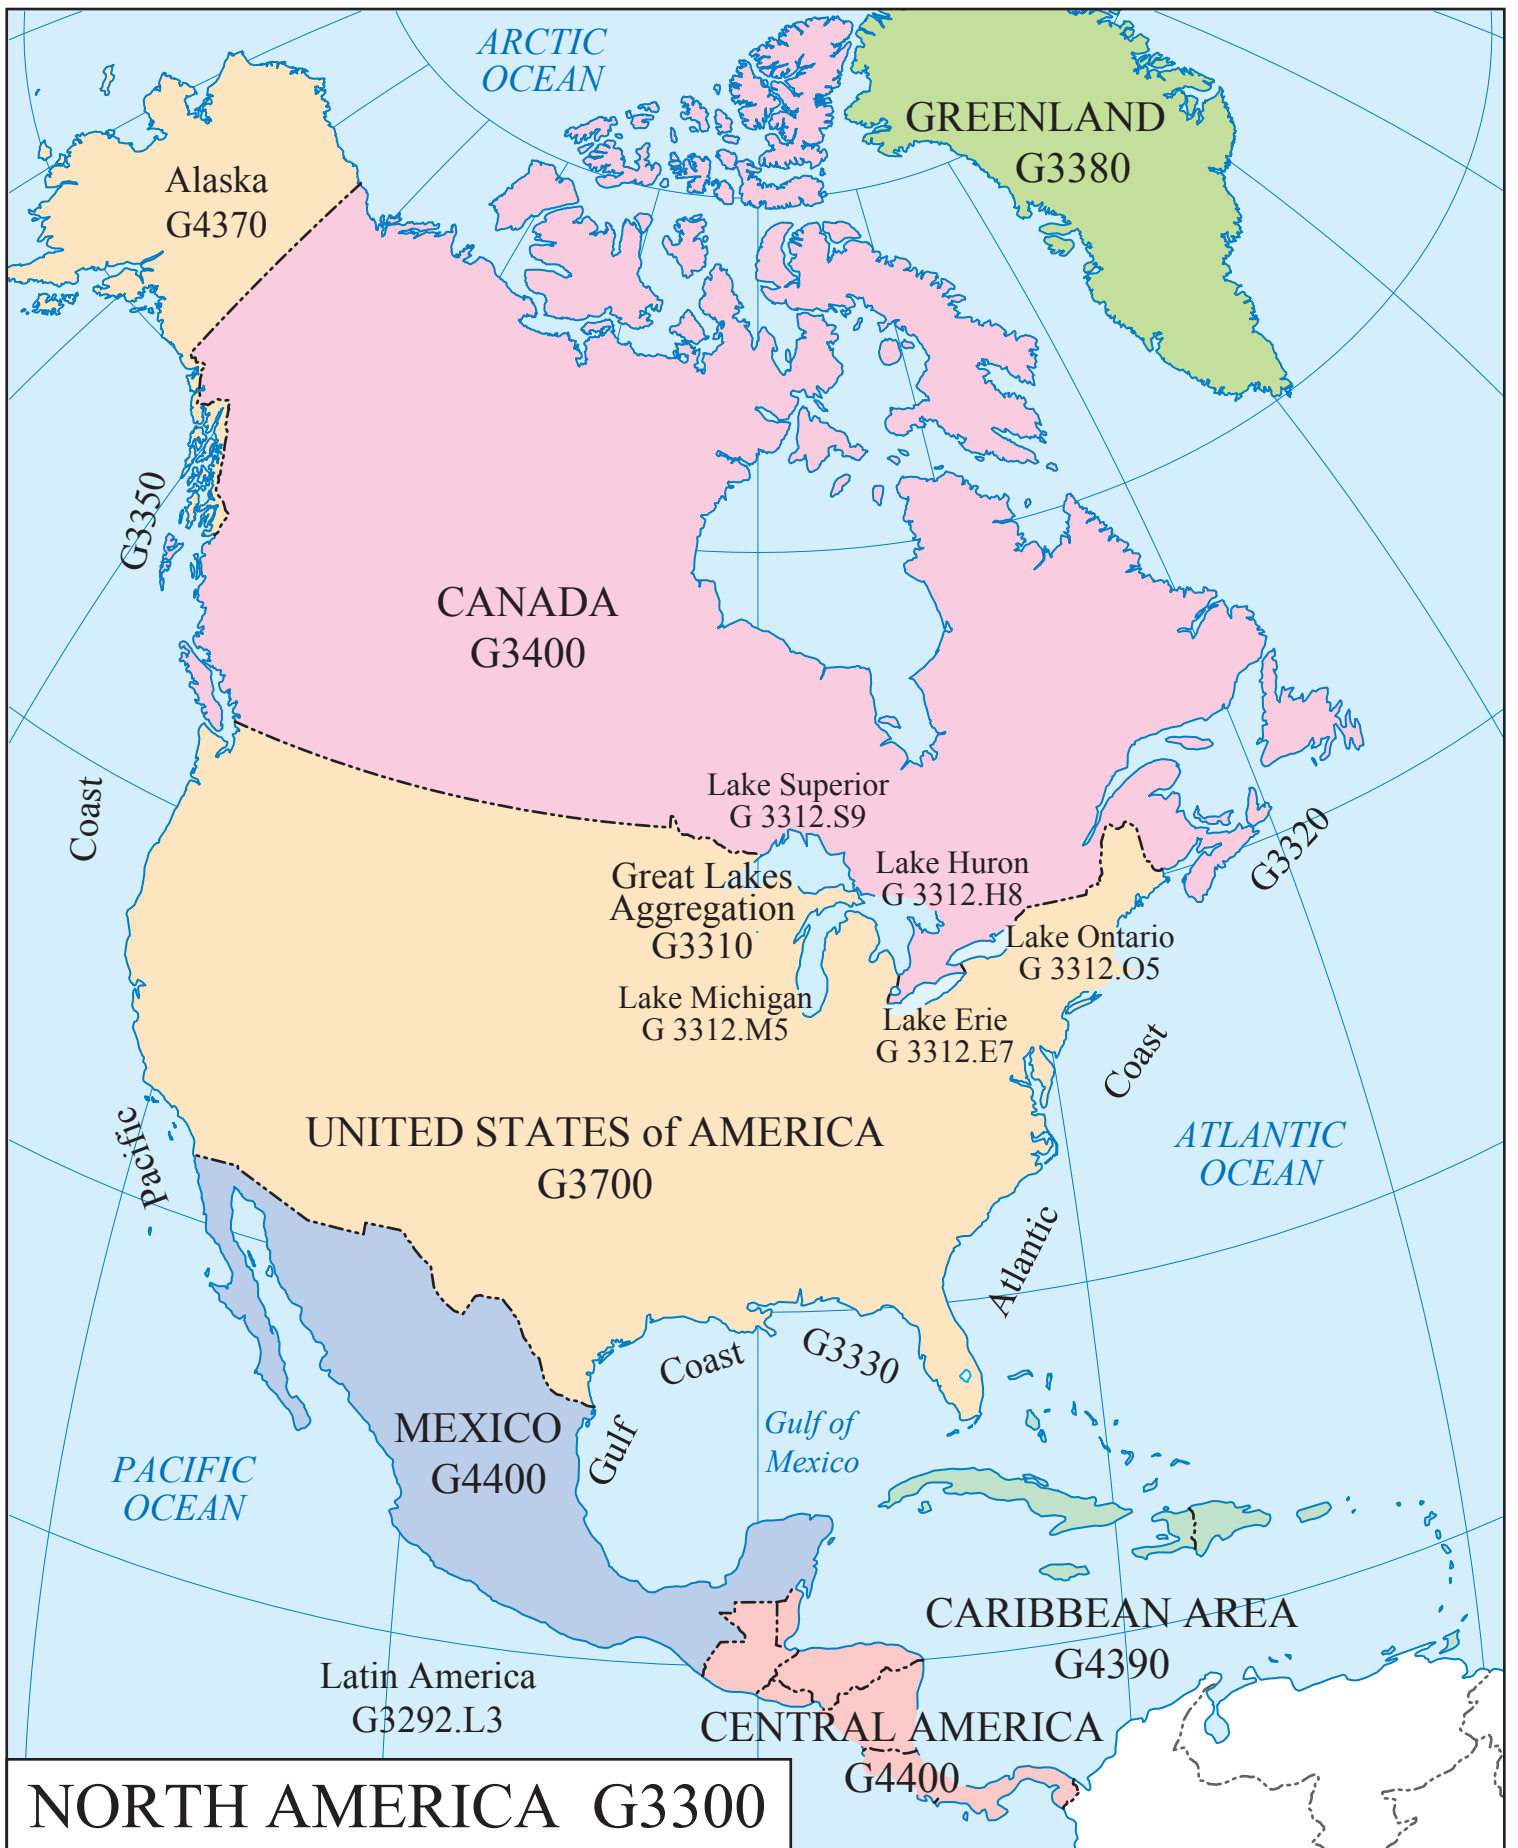 ARCTIC
OCEAN
GREENLAND
G3380
Alaska
G4370
G3350
CANADA
G3400
Coast
Lake Superior
G 3312.S9
G3320
Lake Huron
G 3312.H8
Great Lakes
Aggregation
G3310
Lake Ontario
G 3312.O5
Lake Michigan
G 3312.M5
Lake Erie
G 3312.E7
Coast
Pacific
UNITED STATES of AMERICA
G3700
ATLANTIC
OCEAN
Atlantic
Coast
G3330
MEXICO
G4400
Gulf
Gulf of
Mexico
PACIFIC
OCEAN
CARIBBEAN AREA
G4390
Latin America
G3292.L3
CENTRAL AMERICA
G4400
NORTH AMERICA G3300